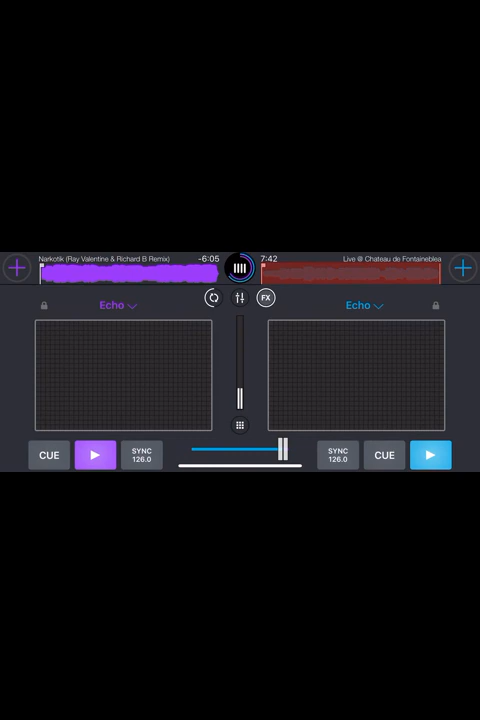 Narkotik (Ray Valentine & Richard B Remix) -6:05
7:42 Live @ Chateau de Fontaineblea
FX
Echo
Echo
CUE
SYNC
126.0
SYNC
126.0
CUE